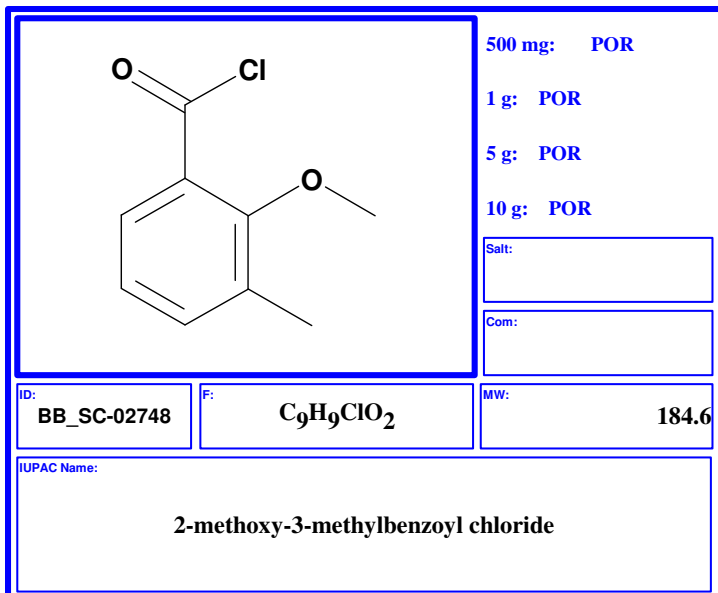 O
Cl
O
500 mg: POR
1 g: POR
5 g: POR
10 g: POR
Salt:
Com:
ID:
BB_SC-02748
F:
C9H9ClO2
MW:
184.6
IUPAC Name:
2-methoxy-3-methylbenzoyl chloride